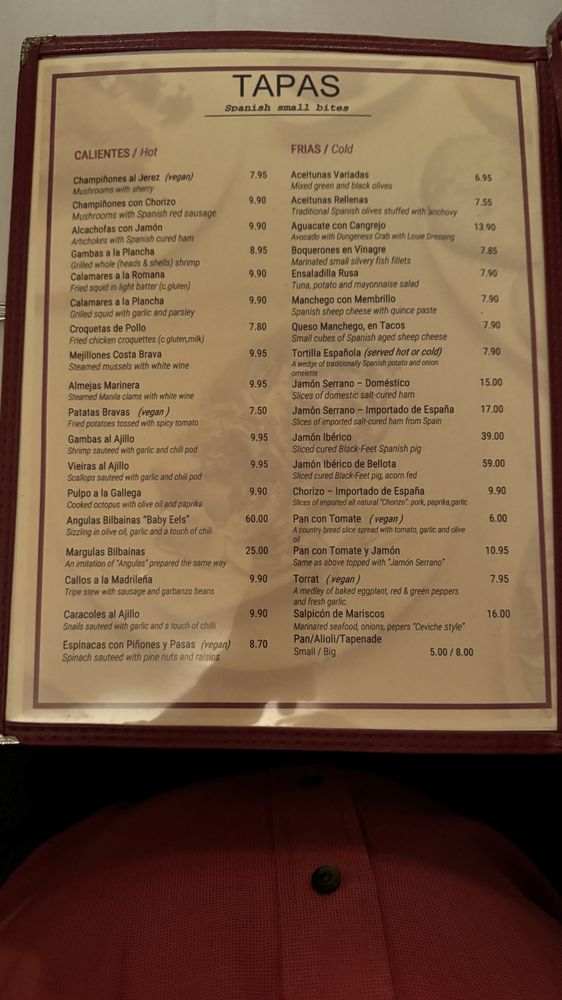 TAPAS
Spanish small bites
CALIENTES / Hot
Champiñones al Jerez (vegan) 7.95
Mushrooms with sherry
Champiñones con Chorizo 9.90
Mushrooms with Spanish red sausage
Alcachofas con Jamón 9.90
Artichokes with Spanish cured ham
Gambas a la Plancha 8.95
Grilled whole (heads & shells) shrimp
Calamares a la Romana 9.90
Fried squid in light batter (c.gluten)
Calamares a la Plancha 9.90
Grilled squid with garlic and parsley
Croquetas de Pollo 7.80
Fried chicken croquettes (c.gluten,milk)
Mejillones Costa Brava 9.95
Steamed mussels with white wine
Almejas Marinera 9.95
Steamed Manila clams with white wine
Patatas Bravas (vegan ) 7.50
Fried potatoes tossed with spicy tomato
Gambas al Ajillo 9.95
Shrimp sauteed with garlic and chili pod
Vieiras al Ajillo 9.95
Scallops sauteed with garlic and chili pod
Pulpo a la Gallega 9.90
Cooked octopus with olive oil and paprika
Angulas Bilbainas "Baby Eels" 60.00
Sizzling in olive oil, garlic and a touch of chili
Margulas Bilbainas 25.00
An imitation of "Angulas" prepared the same way
Callos a la Madrileña 9.90
Tripe stew with sausage and garbanzo beans
Caracoles al Ajillo 9.90
Snails sauteed with garlic and a touch of chilli
Espinacas con Piñones y Pasas (vegan) 8.70
Spinach sauteed with pine nuts and raisins
FRIAS / Cold
Aceitunas Variadas 6.95
Mixed green and black olives
Aceitunas Rellenas 7.55
Traditional Spanish olives stuffed with anchovy
Aguacate con Cangrejo 13.90
Avocado with Dungeness Crab with Louie Dressing
Boquerones en Vinagre 7.85
Marinated small silvery fish fillets
Ensaladilla Rusa 7.90
Tuna, potato and mayonnaise salad
Manchego con Membrillo 7.90
Spanish sheep cheese with quince paste
Queso Manchego, en Tacos 7.90
Small cubes of Spanish aged sheep cheese
Tortilla Española (served hot or cold) 7.90
A wedge of traditionally Spanish potato and onion
omelette
Jamón Serrano – Doméstico 15.00
Slices of domestic salt-cured ham
Jamón Serrano – Importado de España 17.00
Slices of imported salt-cured ham from Spain
Jamón Ibérico 39.00
Sliced cured Black-Feet Spanish pig
Jamón Ibérico de Bellota 59.00
Sliced cured Black-Feet pig, acorn fed
Chorizo – Importado de España 9.90
Slices of imported all natural "Chorizo": pork, paprika,garlic
Pan con Tomate ( vegan ) 6.00
A country bread slice spread with tomato, garlic and olive
oil
Pan con Tomate y Jamón 10.95
Same as above topped with "Jamón Serrano"
Torrat ( vegan ) 7.95
A medley of baked eggplant, red & green peppers
and fresh garlic.
Salpicón de Mariscos 16.00
Marinated seafood, onions, pepers "Ceviche style"
Pan/Alioli/Tapenade
Small / Big 5.00 / 8.00